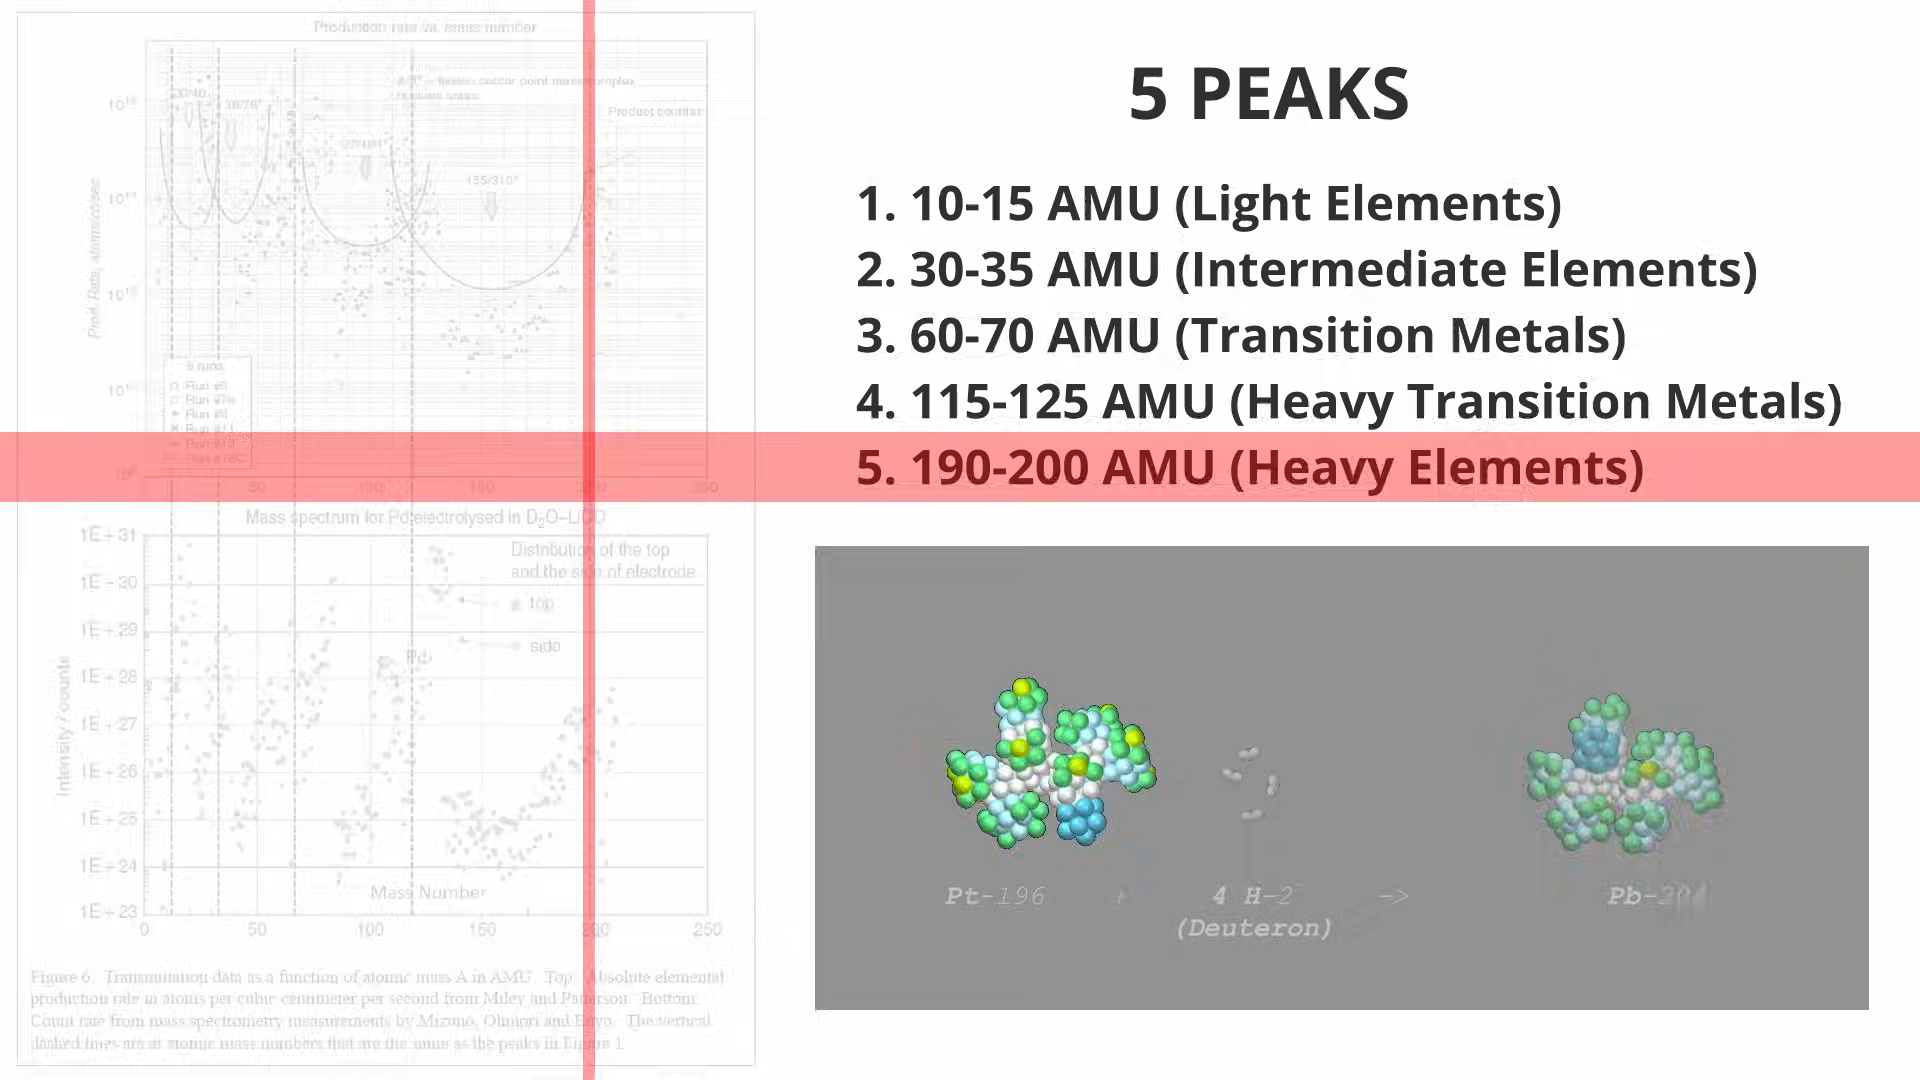 Production rate vs. mass number
Product counter
Prod. Rate, atoms/cc/sec
5 PEAKS
1. 10-15 AMU (Light Elements)
2. 30-35 AMU (Intermediate Elements)
3. 60-70 AMU (Transition Metals)
4. 115-125 AMU (Heavy Transition Metals)
5. 190-200 AMU (Heavy Elements)
50 100
Mass spectrum for Pd electrolysed in D2O–LiOD
Distribution of the top
and the side of electrode
top
side
Pd
Intensity / counts
1E+31
1E+30
1E+29
1E+28
1E+27
1E+26
1E+25
1E+24
1E+23
Mass Number
0 50 100 150 200 250
Figure 6. Transmutation data as a function of atomic mass A in AMU. Top: Absolute elemental
production rate in atoms per cubic centimeter per second from Miley and Patterson. Bottom:
Count rate from mass spectrometry measurements by Mizuno, Ohmori and Enyo. The vertical
dashed lines are at atomic mass numbers that are the same as the peaks in Figure 1.
Pt-196 + 4 H-2 -> Pb-204
(Deuteron)